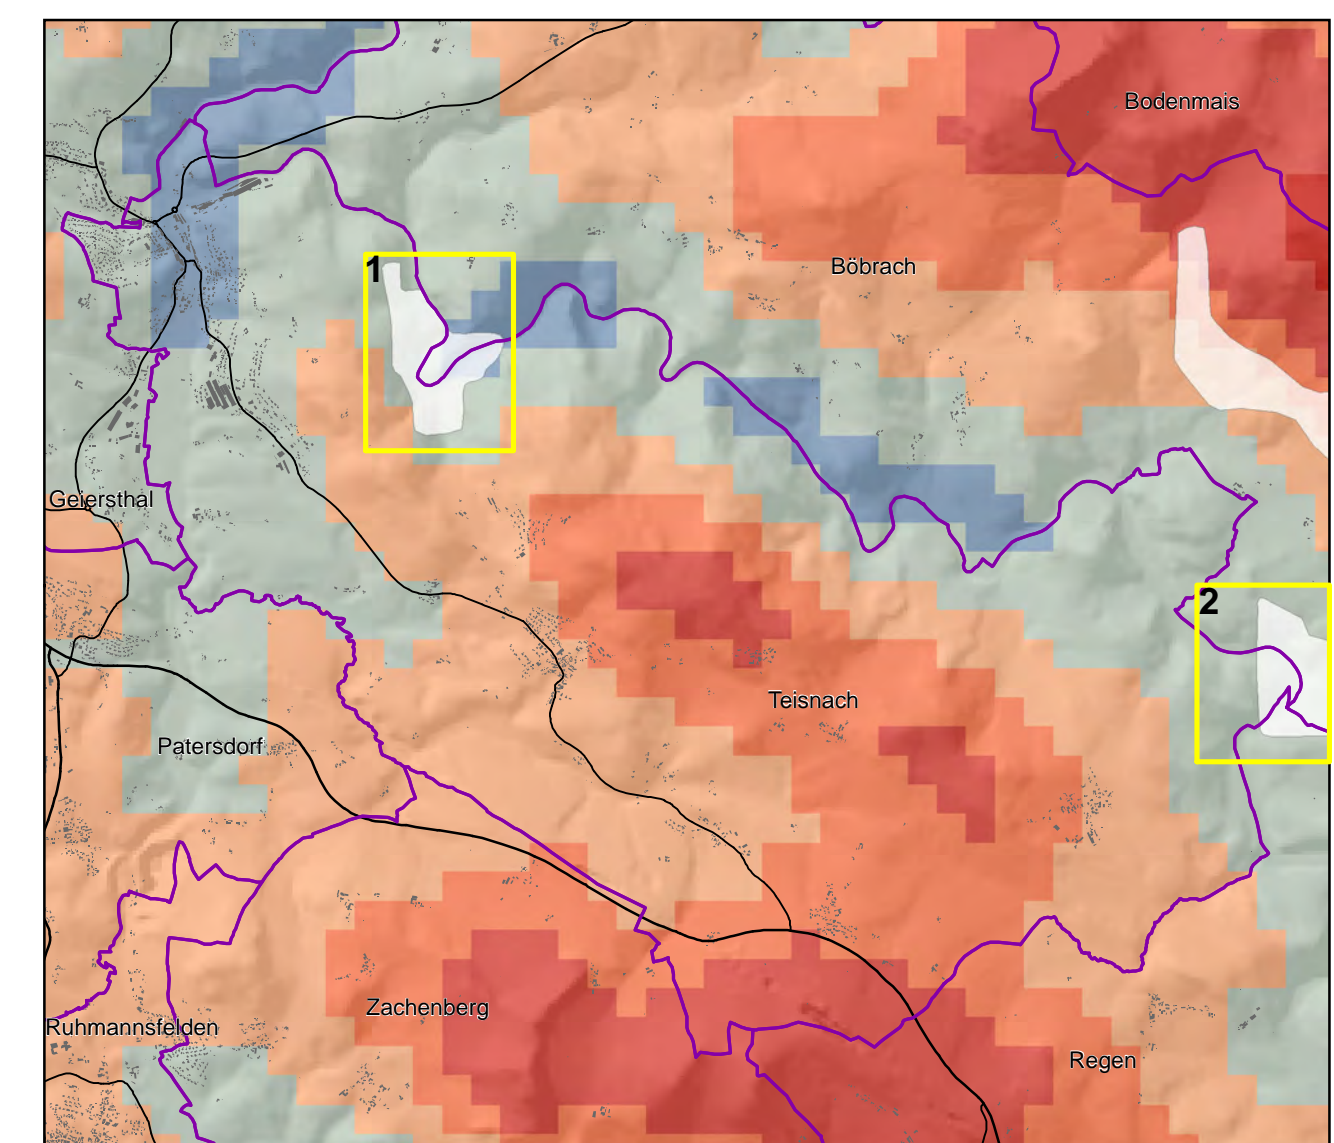 Bodenmais
1
Böbrach
Geiersthal
2
Teisnach
Patersdorf
Zachenberg
Ruhmannsfelden
Regen